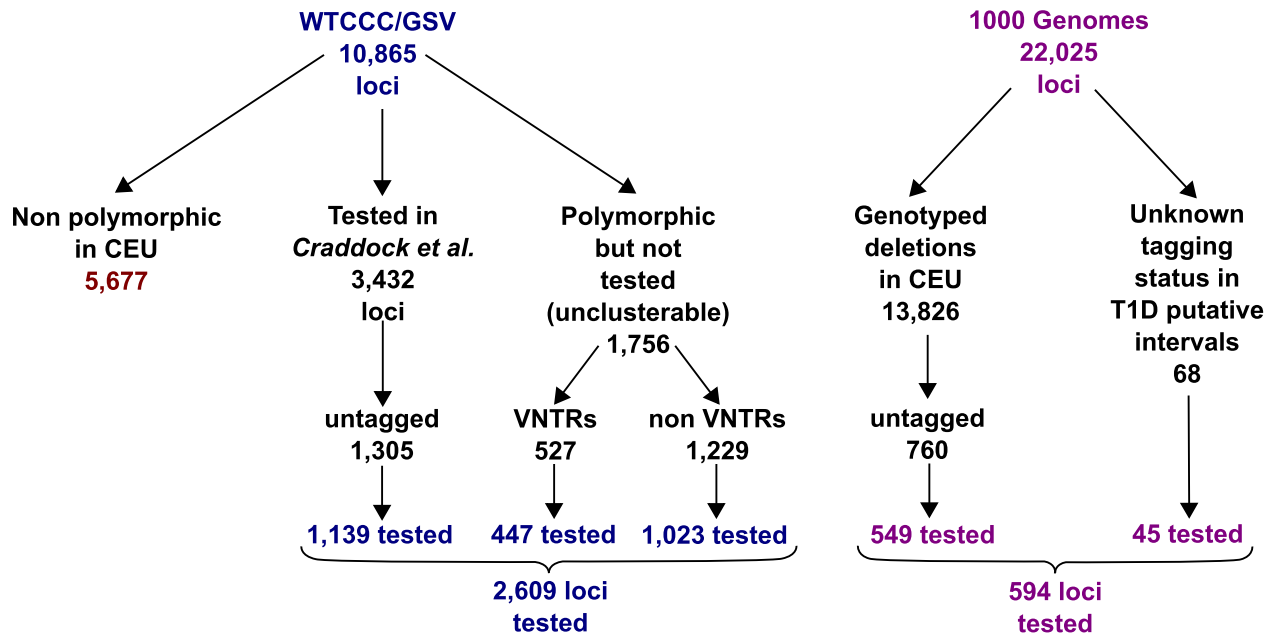 WTCCC/GSV
10,865
loci
Non polymorphic
in CEU
5,677
Tested in
Craddock et al.
3,432
loci
untagged
1,305
1,139 tested
Polymorphic
but not
tested
(unclusterable)
1,756
VNTRs
527
447 tested
non VNTRs
1,229
1,023 tested
2,609 loci
tested
1000 Genomes
22,025
loci
Genotyped
deletions
in CEU
13,826
untagged
760
549 tested
Unknown
tagging
status in
T1D putative
intervals
68
45 tested
594 loci
tested